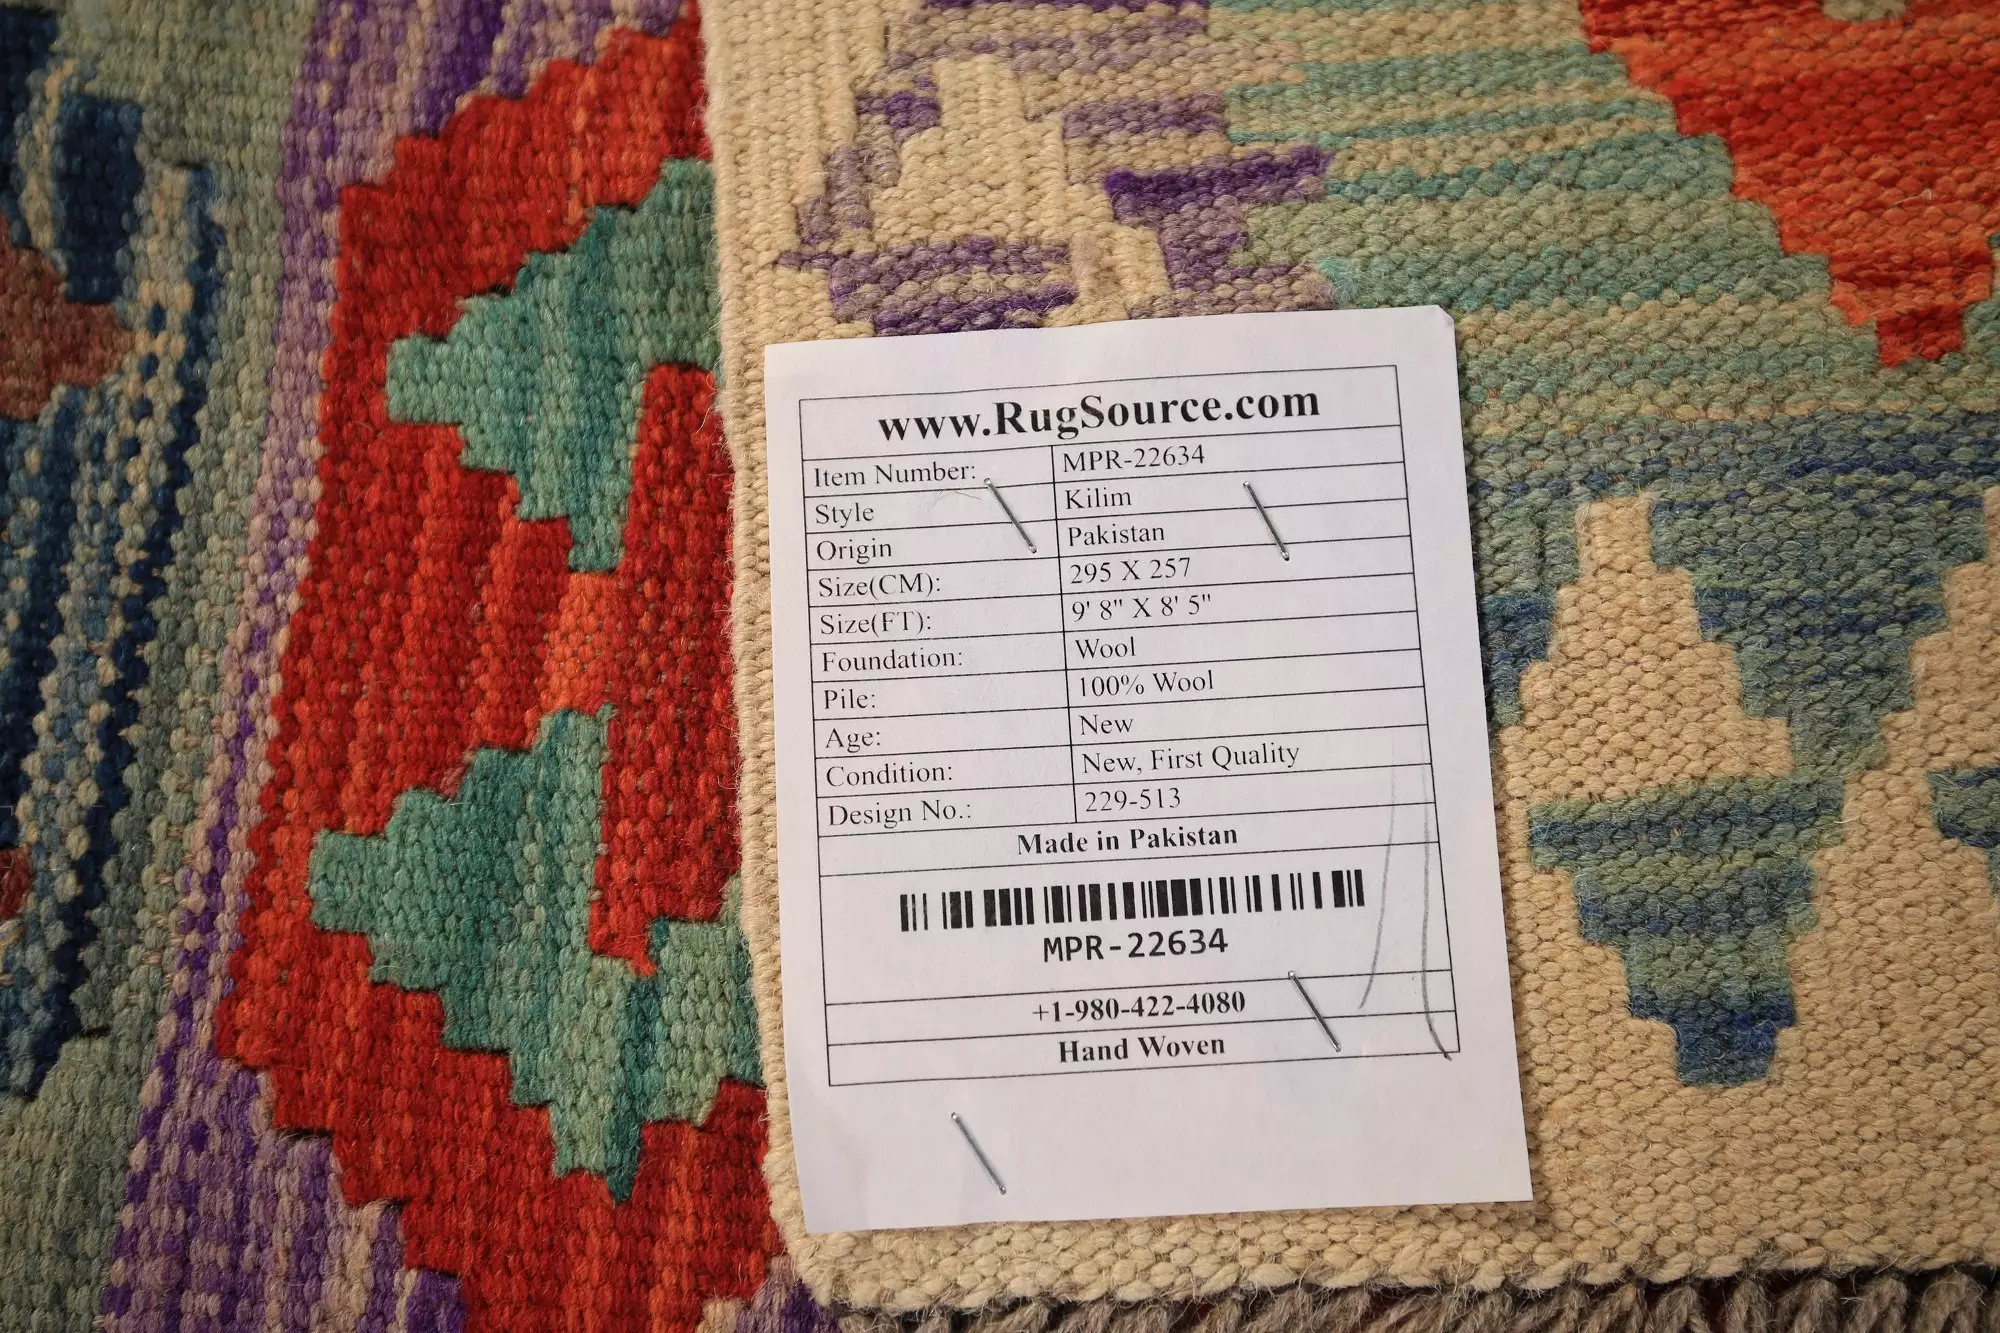 www.RugSource.com
Item Number: MPR-22634
Style Kilim
Origin Pakistan
Size(CM): 295 X 257
Size(FT): 9' 8" X 8' 5"
Foundation: Wool
Pile: 100% Wool
Age: New
Condition: New, First Quality
Design No.: 229-513
Made in Pakistan
MPR-22634
+1-980-422-4080
Hand Woven